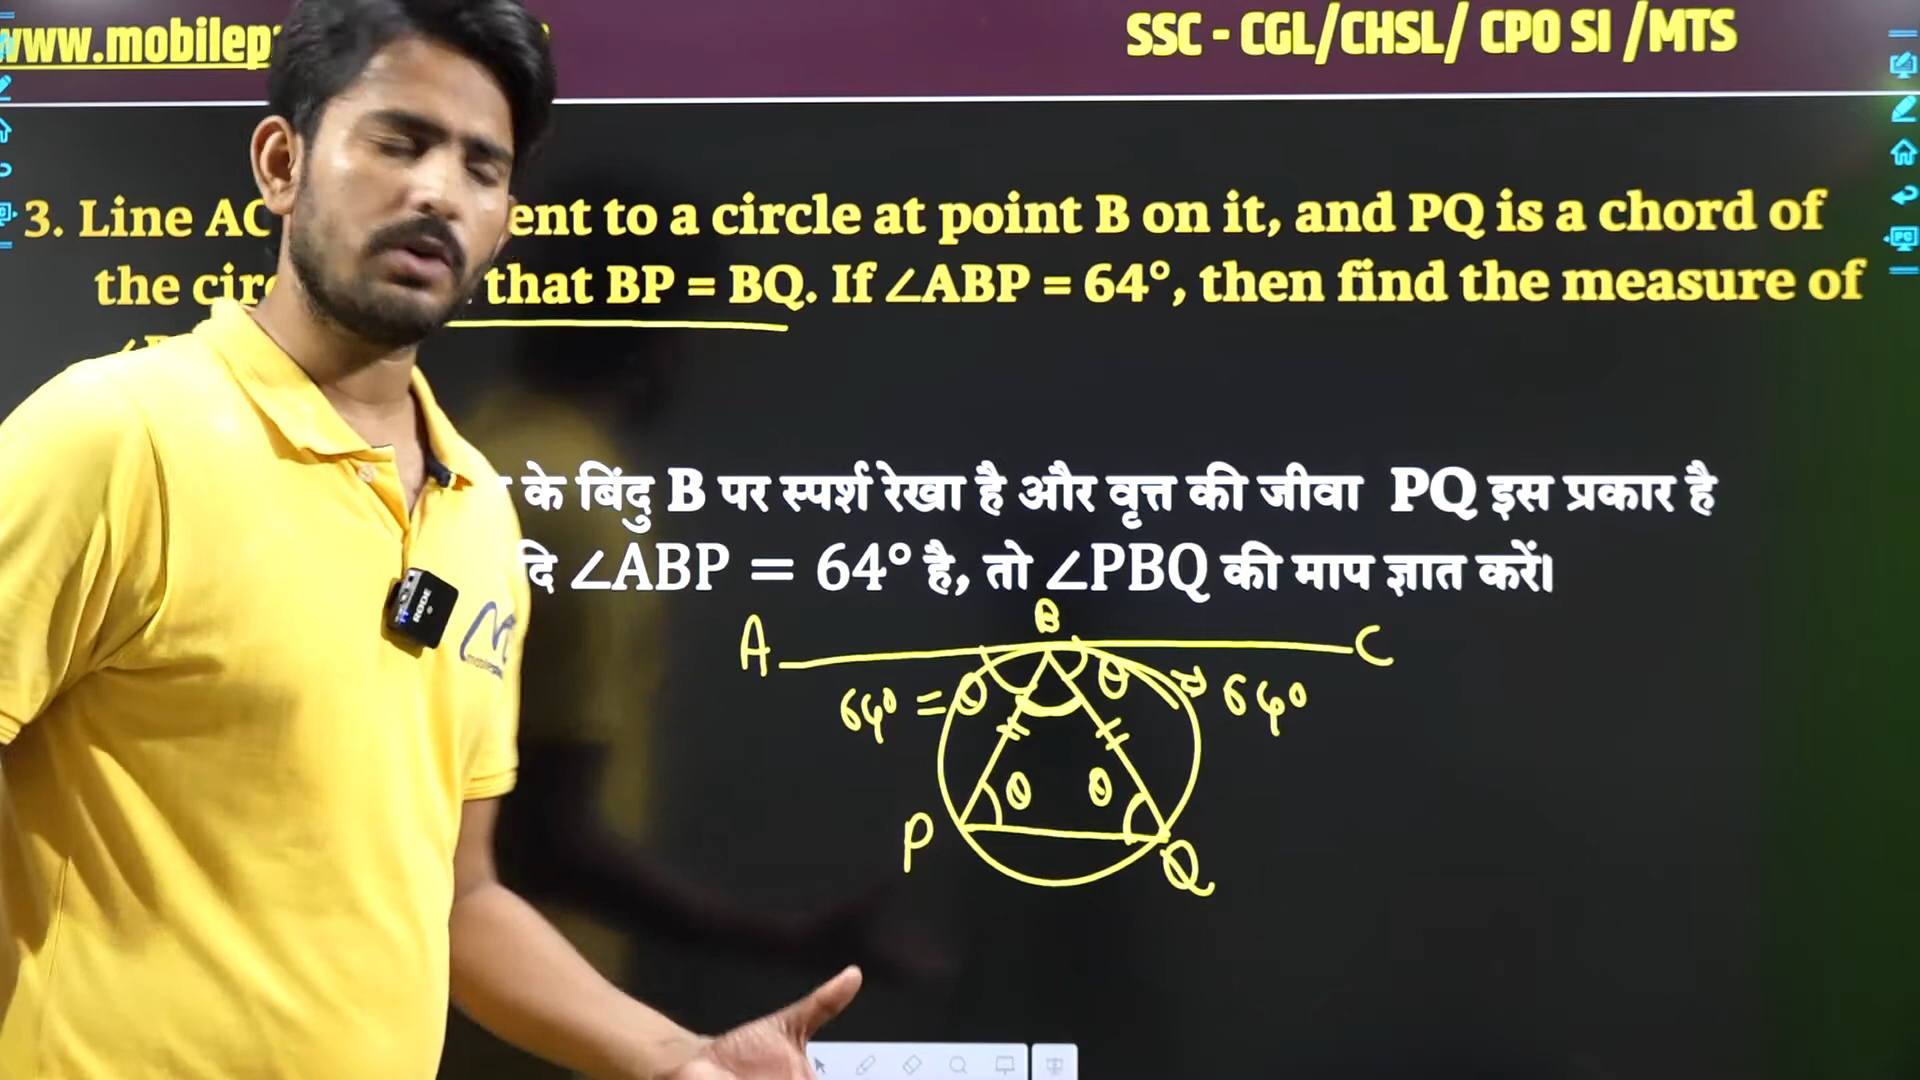 www.mobilep
SSC - CGL/CHSL/ CPO SI /MTS
3. Line AC ent to a circle at point B on it, and PQ is a chord of
the cir that BP = BQ. If ∠ABP = 64°, then find the measure of
के बिंदु B पर स्पर्श रेखा है और वृत्त की जीवा PQ इस प्रकार है
दि ∠ABP = 64° है, तो ∠PBQ की माप ज्ञात करें।
B
A
C
64° = θ
θ
64°
θ
θ
P
Q
RODE
PC